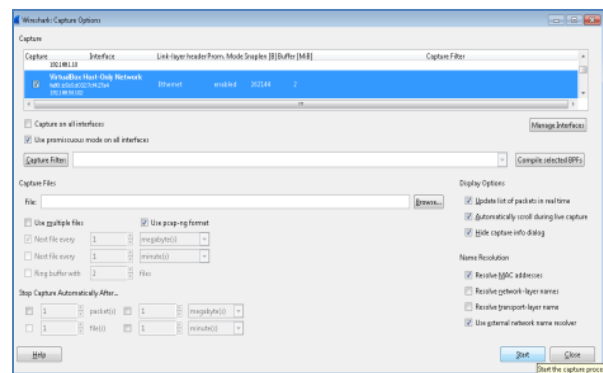 Wireshark: Capture Options
Capture
Capture Interface Link-layer header Prom. Mode Snaplen [B] Buffer [MiB] Capture Filter
VirtualBox Host-Only Network
Ethernet enabled 262144 2
Capture on all interfaces
Use promiscuous mode on all interfaces
Manage Interfaces
Capture Filter:
Compile selected BPFs
Capture Files
File:
Browse...
Use multiple files
Use pcap-ng format
Next file every 1 megabyte(s)
Next file every 1 minute(s)
Ring buffer with 2 files
Stop Capture Automatically After...
1 packet(s) 1 megabyte(s)
1 file(s) 1 minute(s)
Display Options
Update list of packets in real time
Automatically scroll during live capture
Hide capture info dialog
Name Resolution
Resolve MAC addresses
Resolve network-layer names
Resolve transport-layer name
Use external network name resolver
Help
Start
Close
Start the capture proce